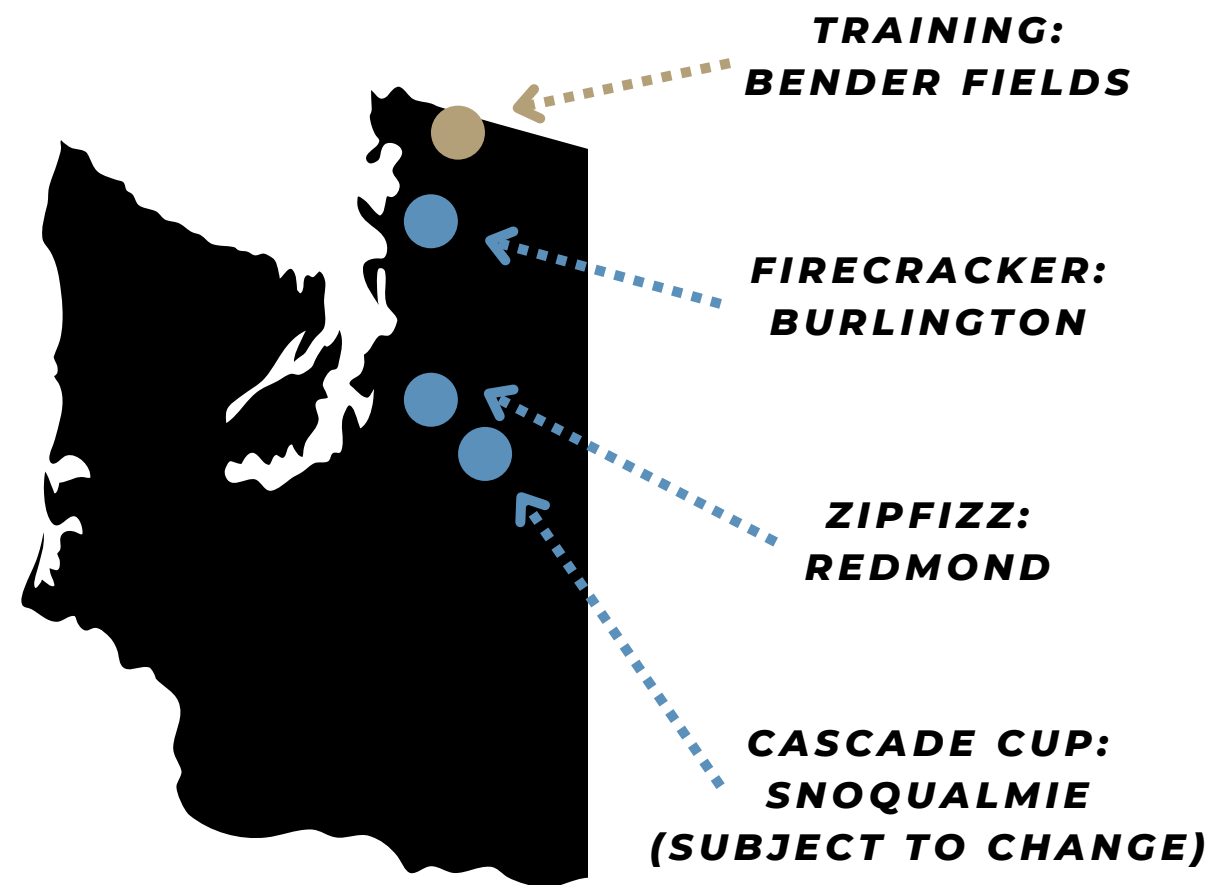 TRAINING:
BENDER FIELDS
FIRECRACKER:
BURLINGTON
ZIPFIZZ:
REDMOND
CASCADE CUP:
SNOQUALMIE
(SUBJECT TO CHANGE)